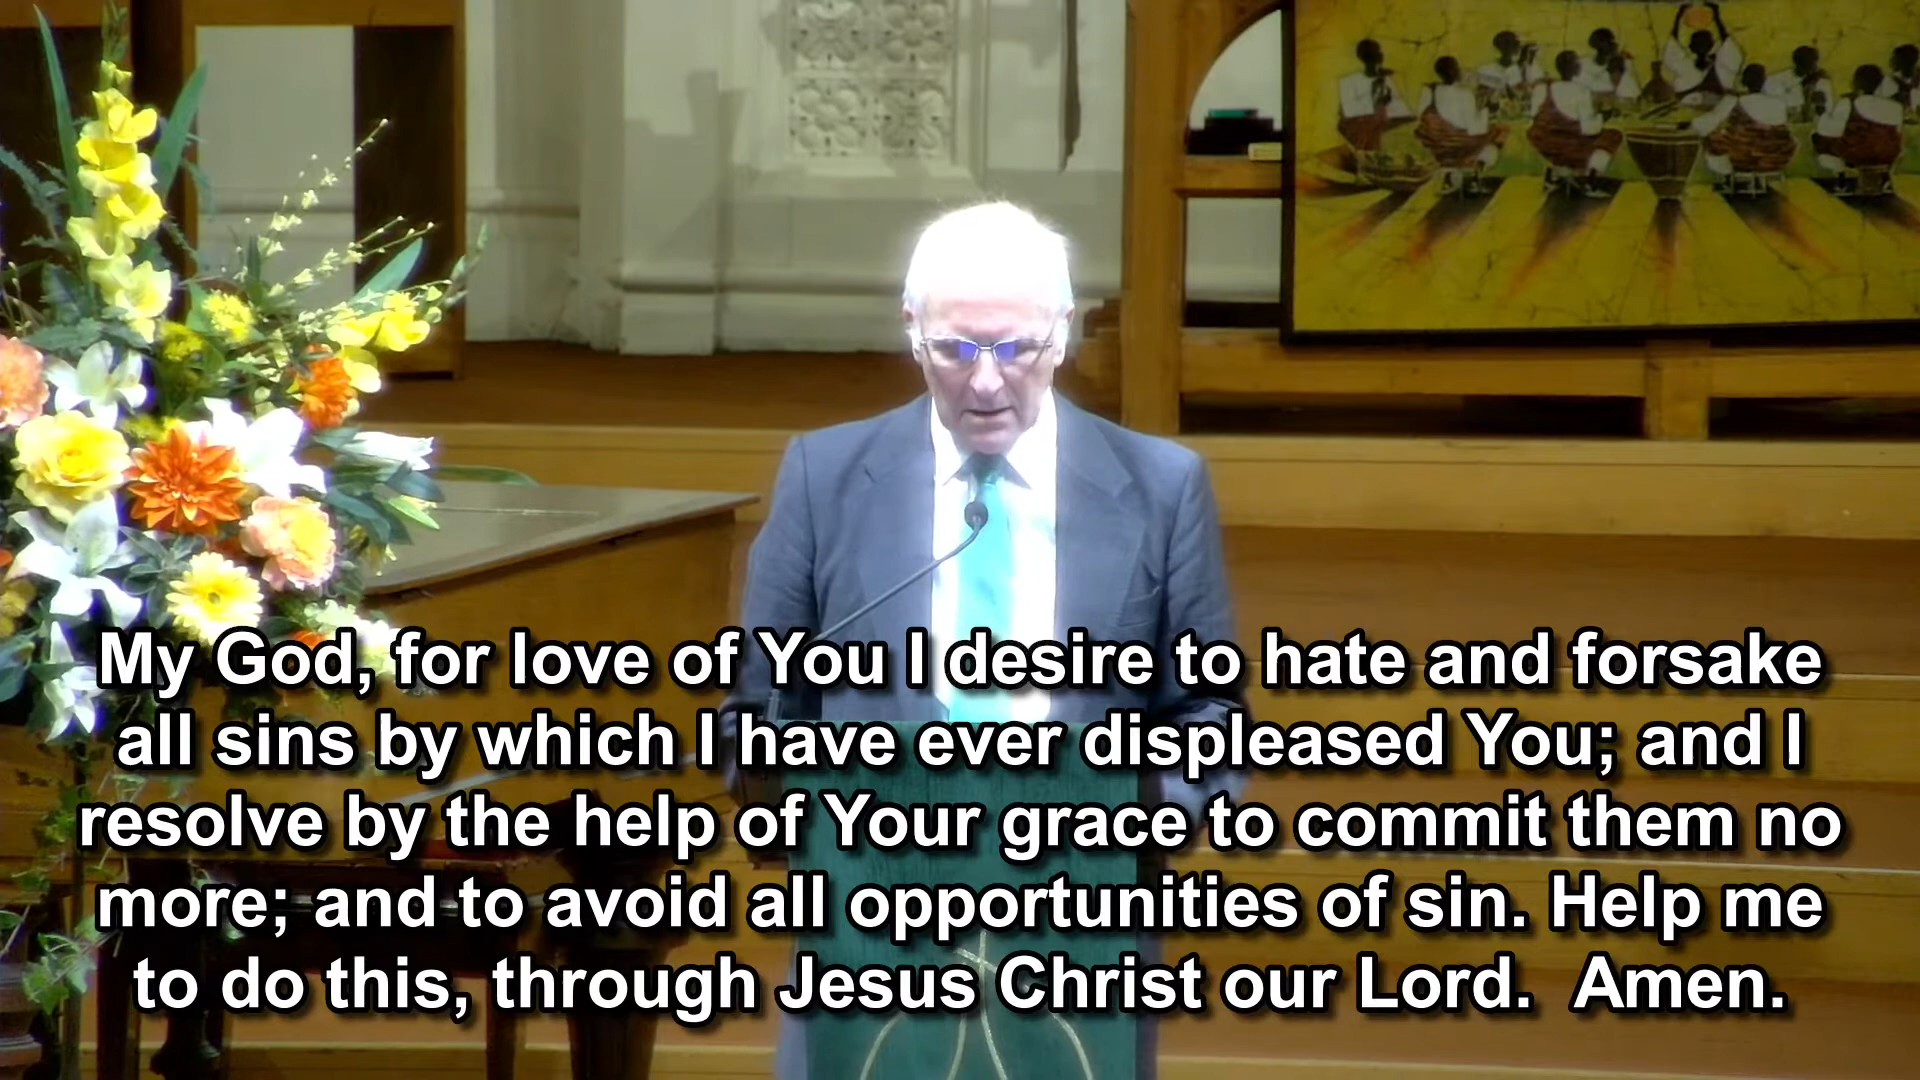 My God, for love of You I desire to hate and forsake
all sins by which I have ever displeased You; and I
resolve by the help of Your grace to commit them no
more; and to avoid all opportunities of sin. Help me
to do this, through Jesus Christ our Lord.  Amen.